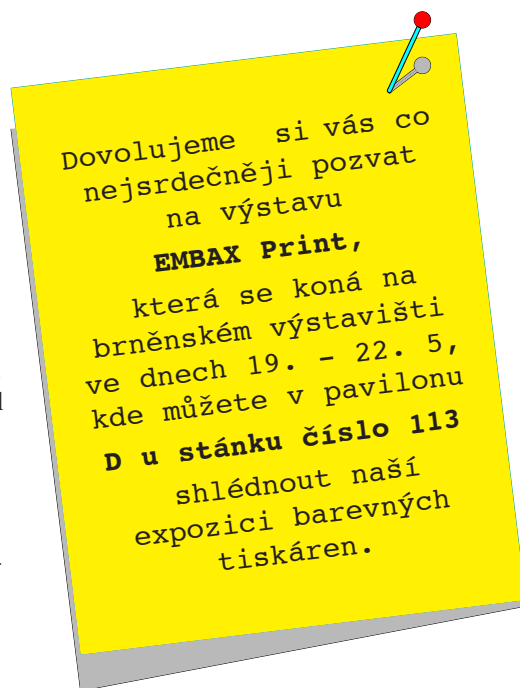 Dovolujeme si vás co
nejsrdečněji pozvat
na výstavu
EMBAX Print,
která se koná na
brněnském výstavišti
ve dnech 19. – 22. 5,
kde můžete v pavilonu
D u stánku číslo 113
shlédnout naší
expozici barevných
tiskáren.